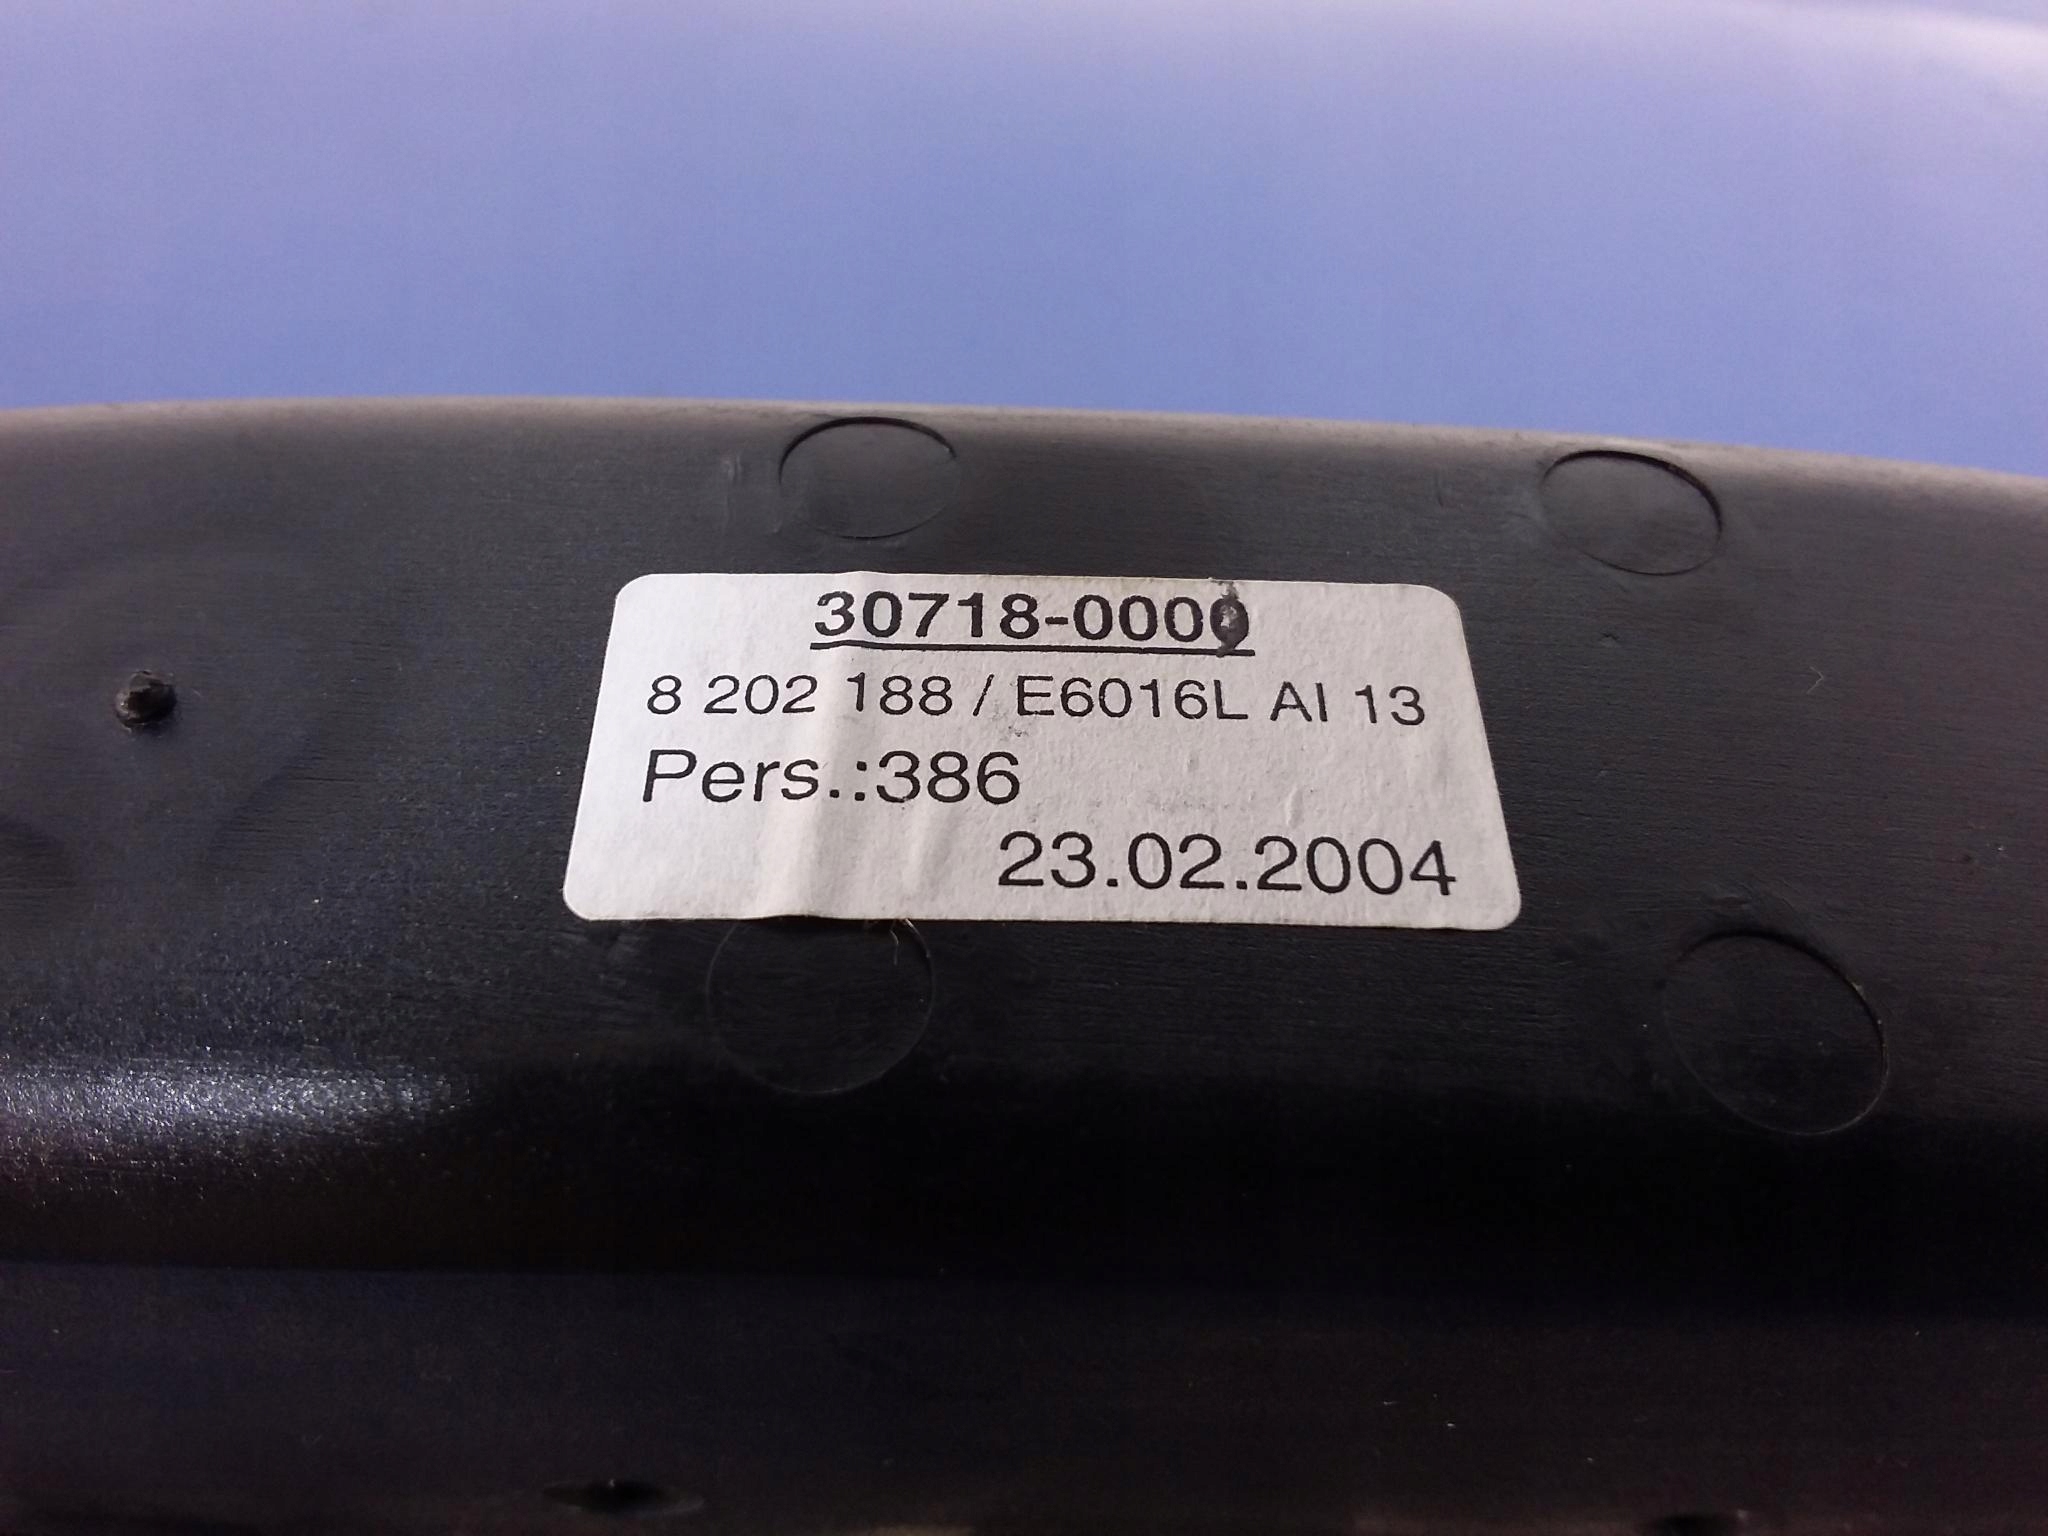 30718-0000
8 202 188 / E6016L AI 13
Pers.:386
23.02.2004